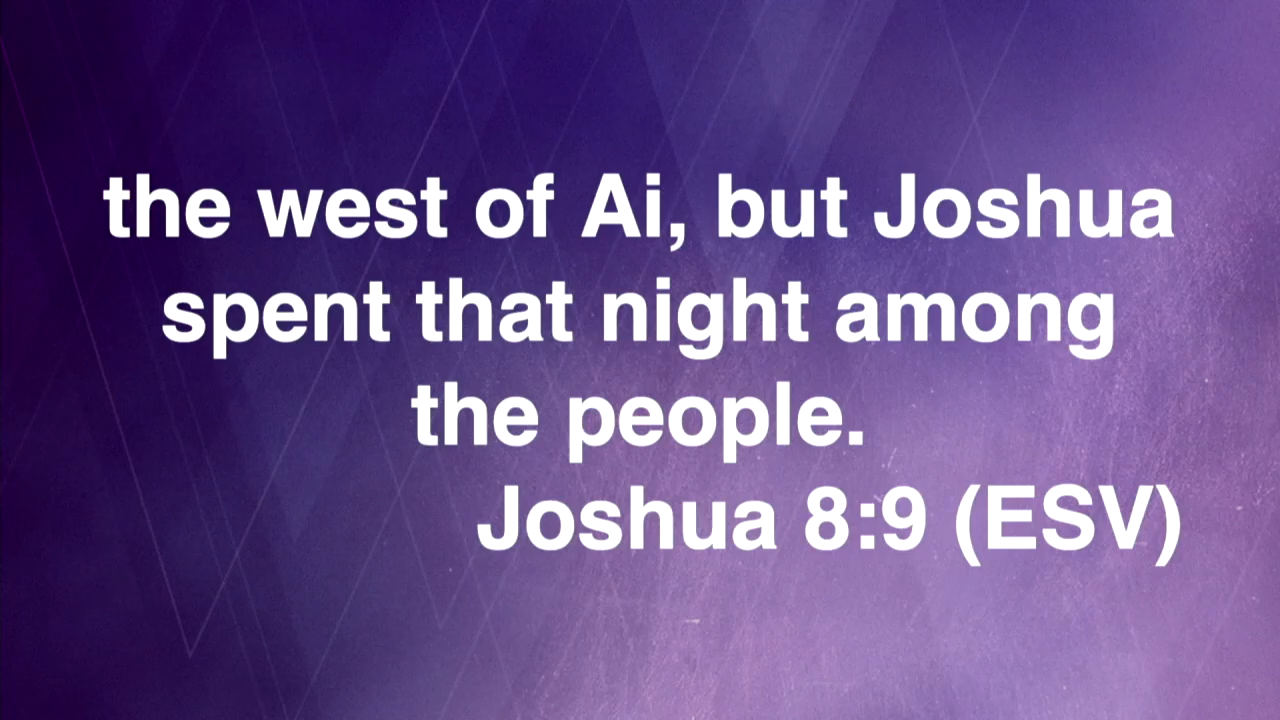 the west of Ai, but Joshua
spent that night among
the people.
Joshua 8:9 (ESV)